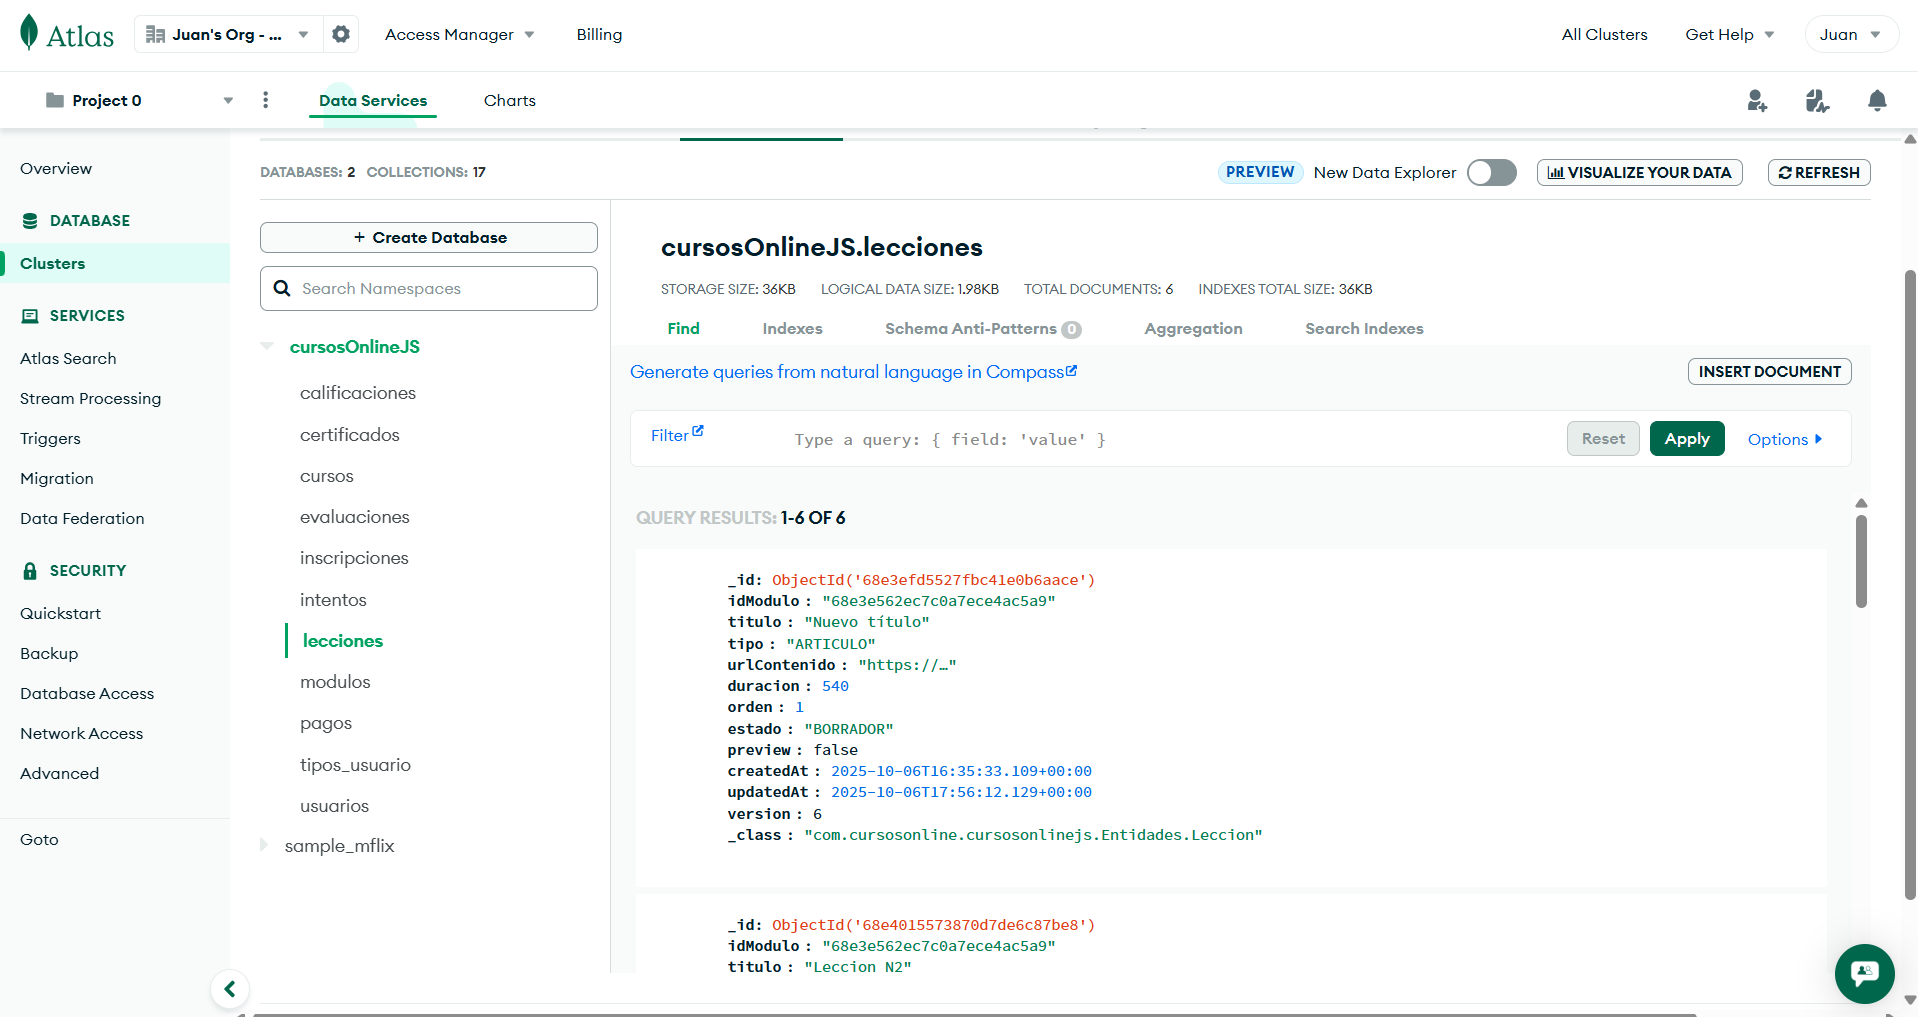 Atlas
Juan's Org - ...
Access Manager
Billing
All Clusters
Get Help
Juan
Project 0
Data Services
Charts
Overview
DATABASE
Clusters
SERVICES
Atlas Search
Stream Processing
Triggers
Migration
Data Federation
SECURITY
Quickstart
Backup
Database Access
Network Access
Advanced
Goto
DATABASES: 2 COLLECTIONS: 17
PREVIEW New Data Explorer
VISUALIZE YOUR DATA
REFRESH
+ Create Database
Search Namespaces
cursosOnlineJS
calificaciones
certificados
cursos
evaluaciones
inscripciones
intentos
lecciones
modulos
pagos
tipos_usuario
usuarios
sample_mflix
cursosOnlineJS.lecciones
STORAGE SIZE: 36KB LOGICAL DATA SIZE: 1.98KB TOTAL DOCUMENTS: 6 INDEXES TOTAL SIZE: 36KB
Find Indexes Schema Anti-Patterns 0 Aggregation Search Indexes
Generate queries from natural language in Compass
INSERT DOCUMENT
Filter
Type a query: { field: 'value' }
Reset
Apply
Options
QUERY RESULTS: 1-6 OF 6
_id: ObjectId('68e3efd5527fbc41e0b6aace')
idModulo : "68e3e562ec7c0a7ece4ac5a9"
titulo : "Nuevo título"
tipo : "ARTICULO"
urlContenido : "https://…"
duracion : 540
orden : 1
estado : "BORRADOR"
preview : false
createdAt : 2025-10-06T16:35:33.109+00:00
updatedAt : 2025-10-06T17:56:12.129+00:00
version : 6
_class : "com.cursosonline.cursosonlinejs.Entidades.Leccion"
_id: ObjectId('68e4015573870d7de6c87be8')
idModulo : "68e3e562ec7c0a7ece4ac5a9"
titulo : "Leccion N2"